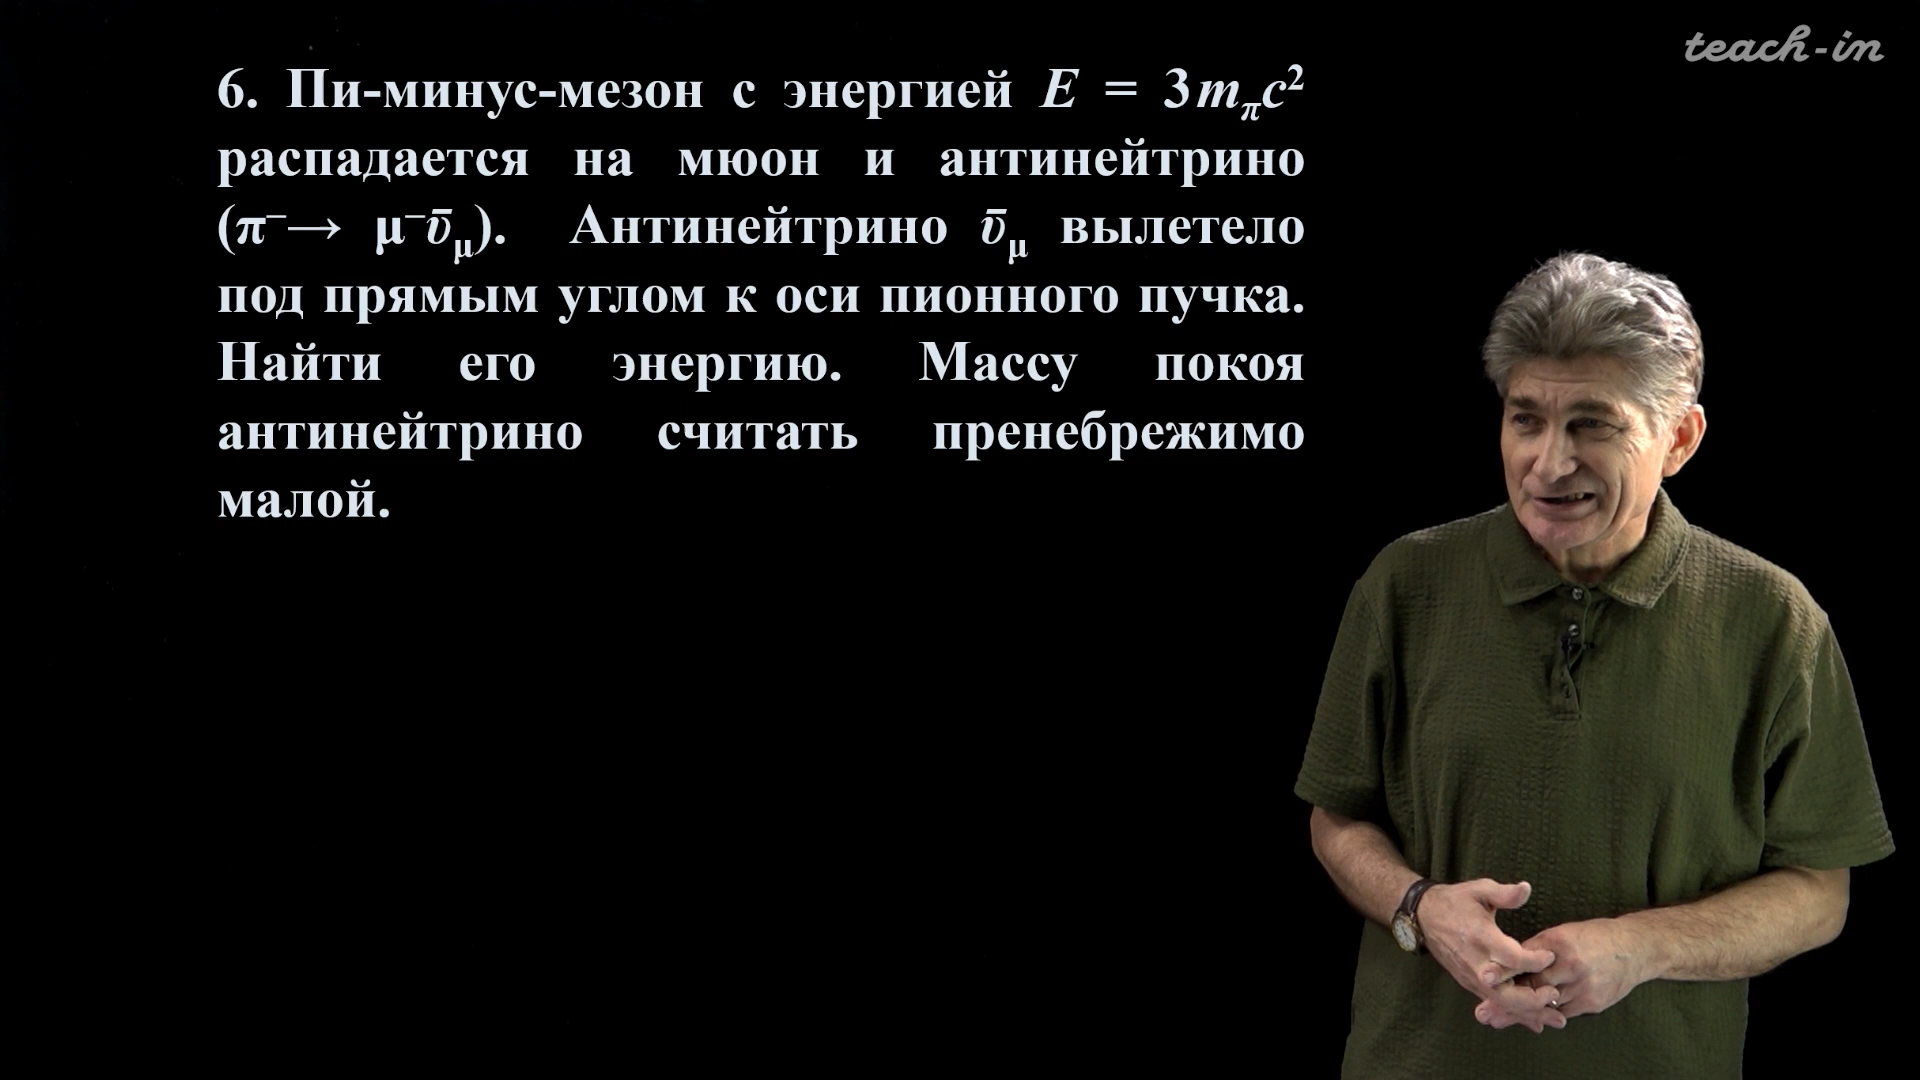 teach-in
6. Пи-минус-мезон с энергией E = 3mπc²
распадается на мюон и антинейтрино
(π⁻→ μ⁻ῡμ). Антинейтрино ῡμ вылетело
под прямым углом к оси пионного пучка.
Найти его энергию. Массу покоя
антинейтрино считать пренебрежимо
малой.